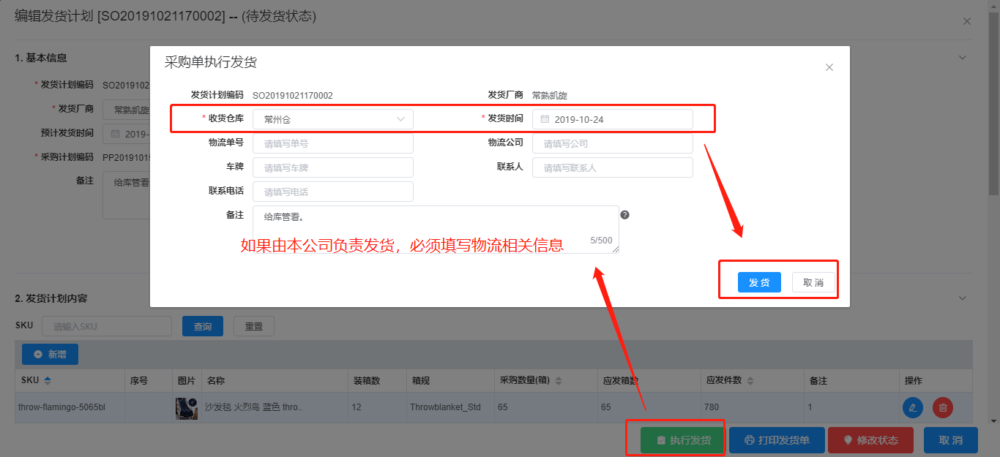 编辑发货计划 [SO20191021170002] -- (待发货状态)
1. 基本信息
* 发货计划编码 SO2019102
* 发货厂商 常熟凯旋
预计发货时间 2019-
* 采购计划编码 PP20191015
备注 给库管看
采购单执行发货
发货计划编码 SO20191021170002 发货厂商 常熟凯旋
* 收货仓库 常州仓 * 发货时间 2019-10-24
物流单号 请填写单号 物流公司 请填写公司
车牌 请填写车牌 联系人 请填写联系人
联系电话 请填写电话
备注 给库管看。
5/500
如果由本公司负责发货，必须填写物流相关信息
发 货 取 消
2. 发货计划内容
SKU 请输入SKU 查询 重置
新增
SKU 序号 图片 名称 装箱数 箱规 采购数量(箱) 应发箱数 应发件数 备注 操作
throw-flamingo-5065bl 沙发毯 火烈鸟 蓝色 thro.. 12 Throwblanket_Std 65 65 780 1
执行发货 打印发货单 修改状态 取 消